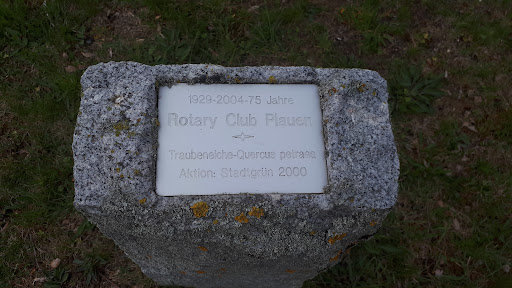 1929-2004-75 Jahre
Rotary Club Plauen
Traubeneiche-Quercus petraea
Aktion: Stadtgrün 2000